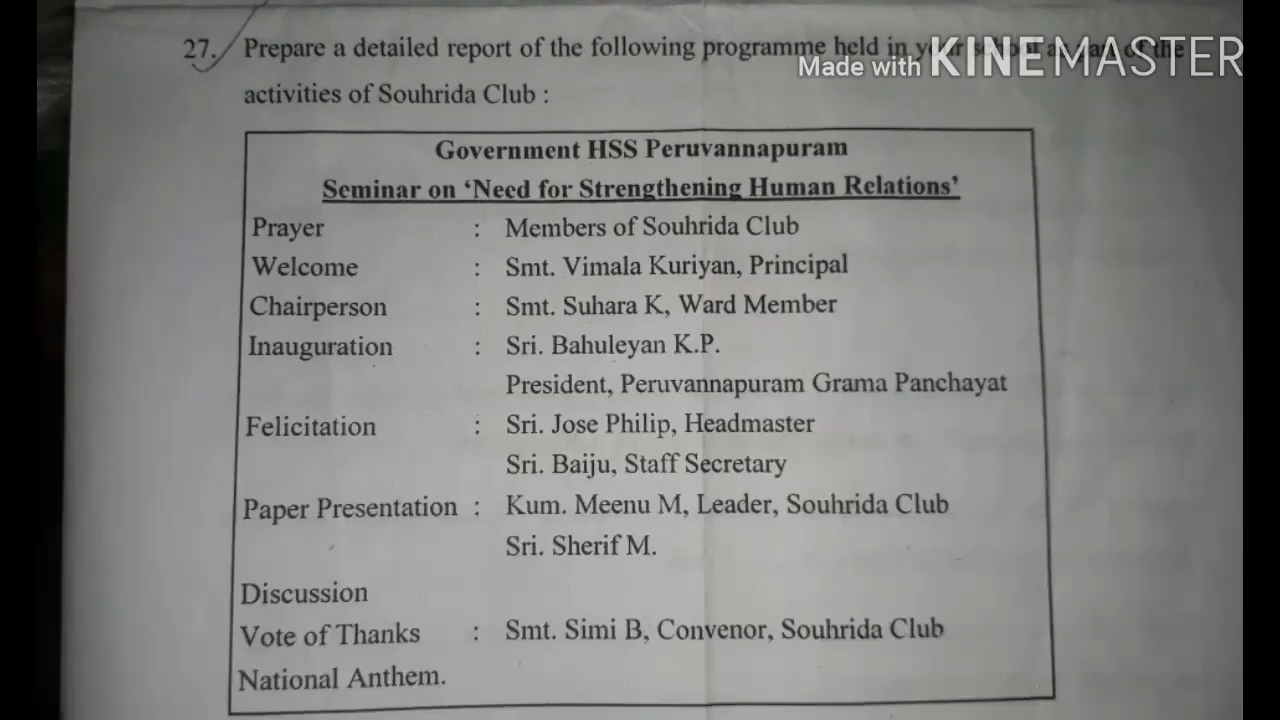 27. Prepare a detailed report of the following programme held in the
activities of Souhrida Club :
Made with KINEMASTER
Government HSS Peruvannapuram
Seminar on ‘Need for Strengthening Human Relations’
Prayer : Members of Souhrida Club
Welcome : Smt. Vimala Kuriyan, Principal
Chairperson : Smt. Suhara K, Ward Member
Inauguration : Sri. Bahuleyan K.P.
President, Peruvannapuram Grama Panchayat
Felicitation : Sri. Jose Philip, Headmaster
Sri. Baiju, Staff Secretary
Paper Presentation : Kum. Meenu M, Leader, Souhrida Club
Sri. Sherif M.
Discussion
Vote of Thanks : Smt. Simi B, Convenor, Souhrida Club
National Anthem.